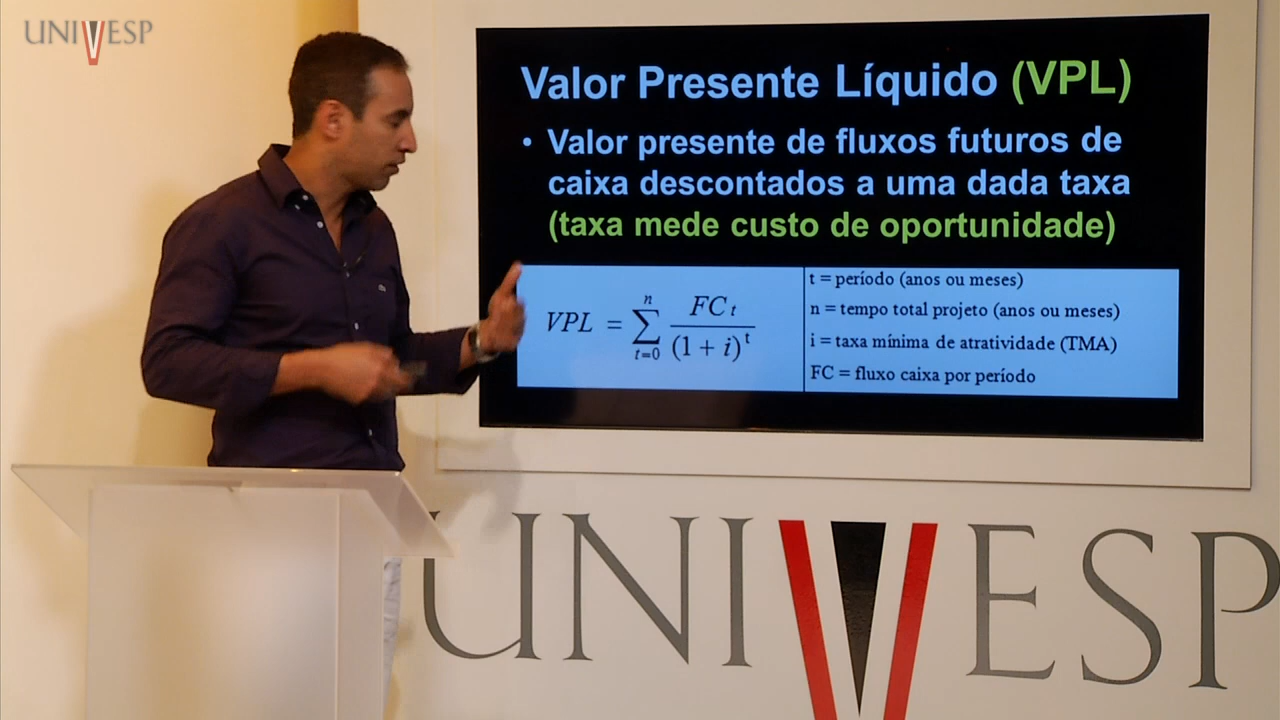 UNIVESP
Valor Presente Líquido (VPL)
• Valor presente de fluxos futuros de
caixa descontados a uma dada taxa
(taxa mede custo de oportunidade)
VPL = n ∑ t=0 FC t / (1 + i)^t
t = período (anos ou meses)
n = tempo total projeto (anos ou meses)
i = taxa mínima de atratividade (TMA)
FC = fluxo caixa por período
UNIVESP